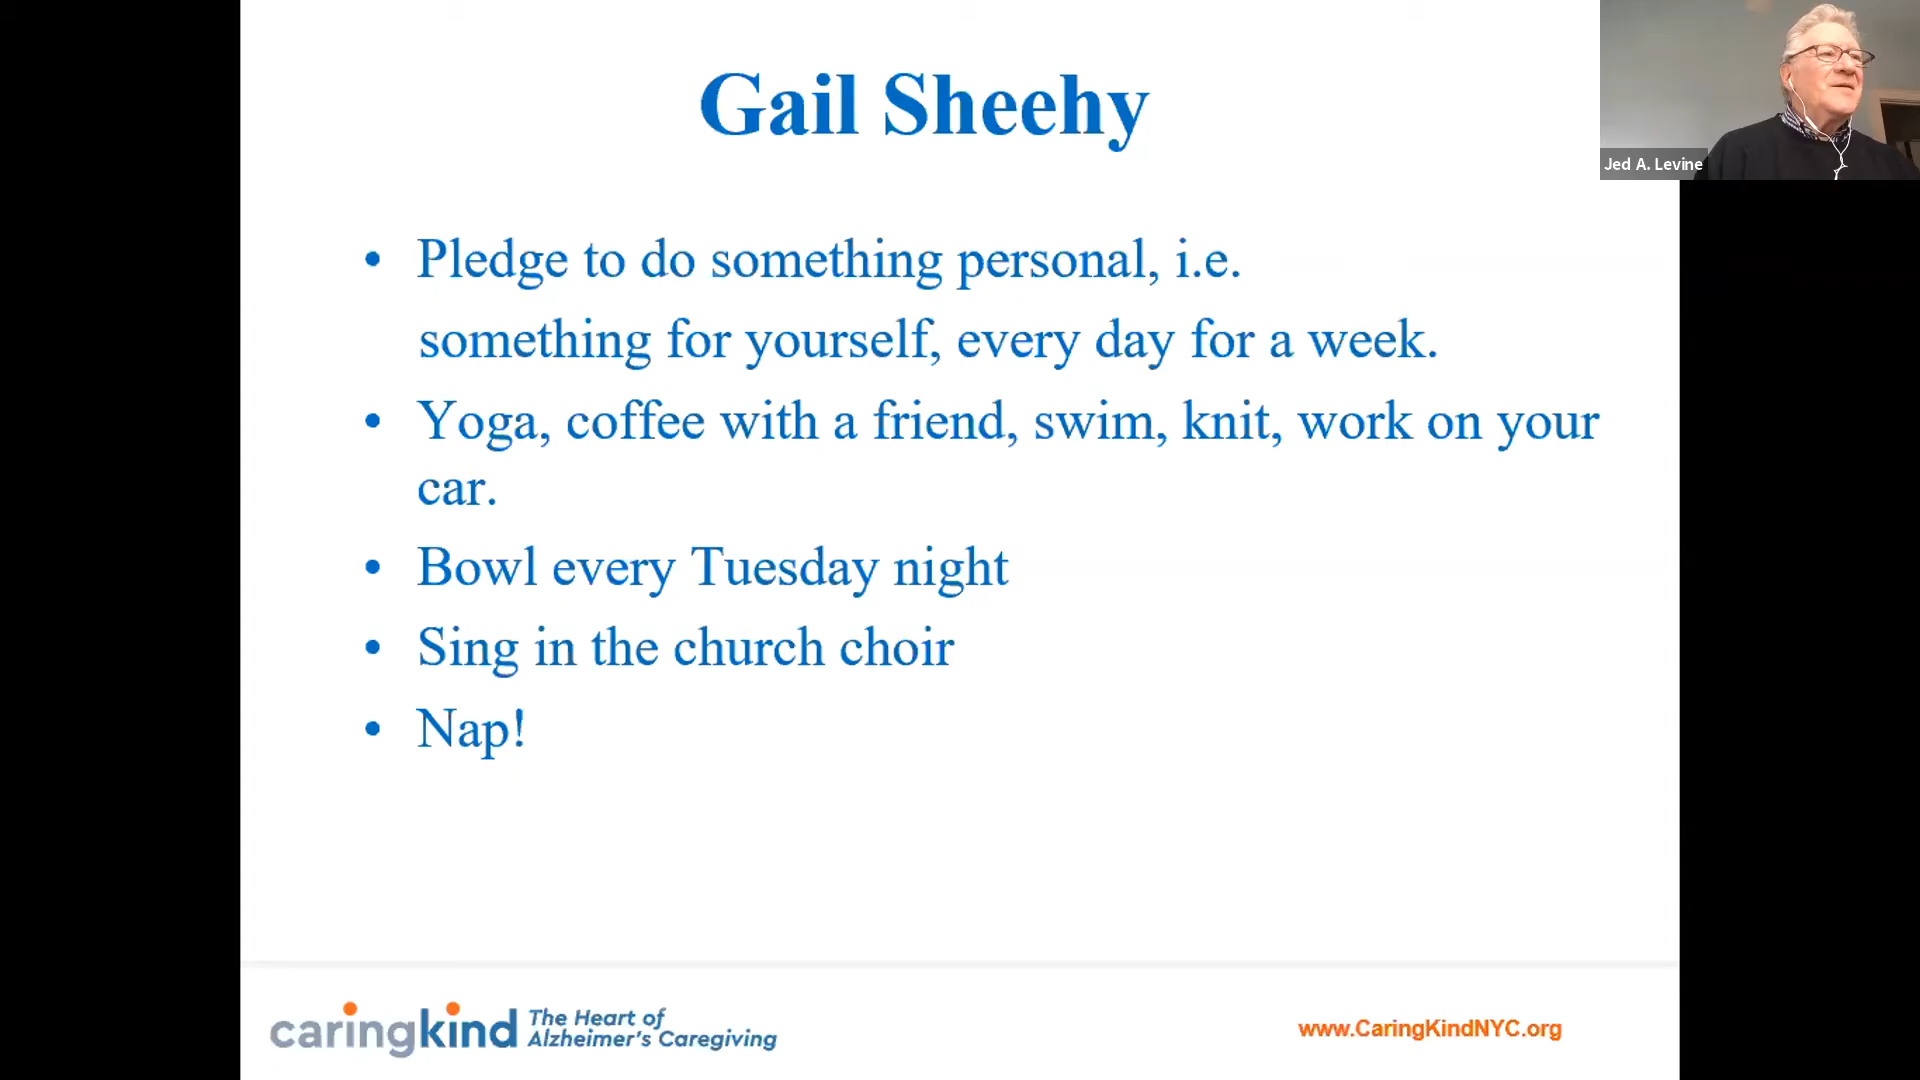 Gail Sheehy
Jed A. Levine
• Pledge to do something personal, i.e.
something for yourself, every day for a week.
• Yoga, coffee with a friend, swim, knit, work on your
car.
• Bowl every Tuesday night
• Sing in the church choir
• Nap!
caringkind
The Heart of
Alzheimer's Caregiving
www.CaringKindNYC.org